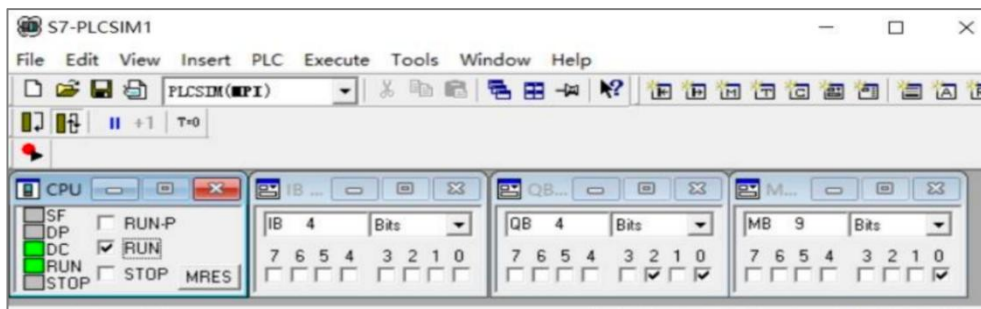 S7-PLCSIM1
File Edit View Insert PLC Execute Tools Window Help
PLCSIM(MPI)
+1 T=0
CPU IB ... QB... M...
SF RUN-P
DP
DC RUN
RUN
STOP STOP MRES
IB 4 Bits
7 6 5 4 3 2 1 0
QB 4 Bits
7 6 5 4 3 2 1 0
MB 9 Bits
7 6 5 4 3 2 1 0